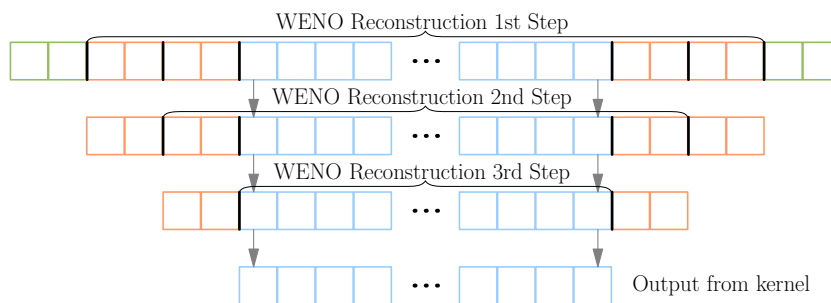 WENO Reconstruction 1st Step
WENO Reconstruction 2nd Step
WENO Reconstruction 3rd Step
Output from kernel